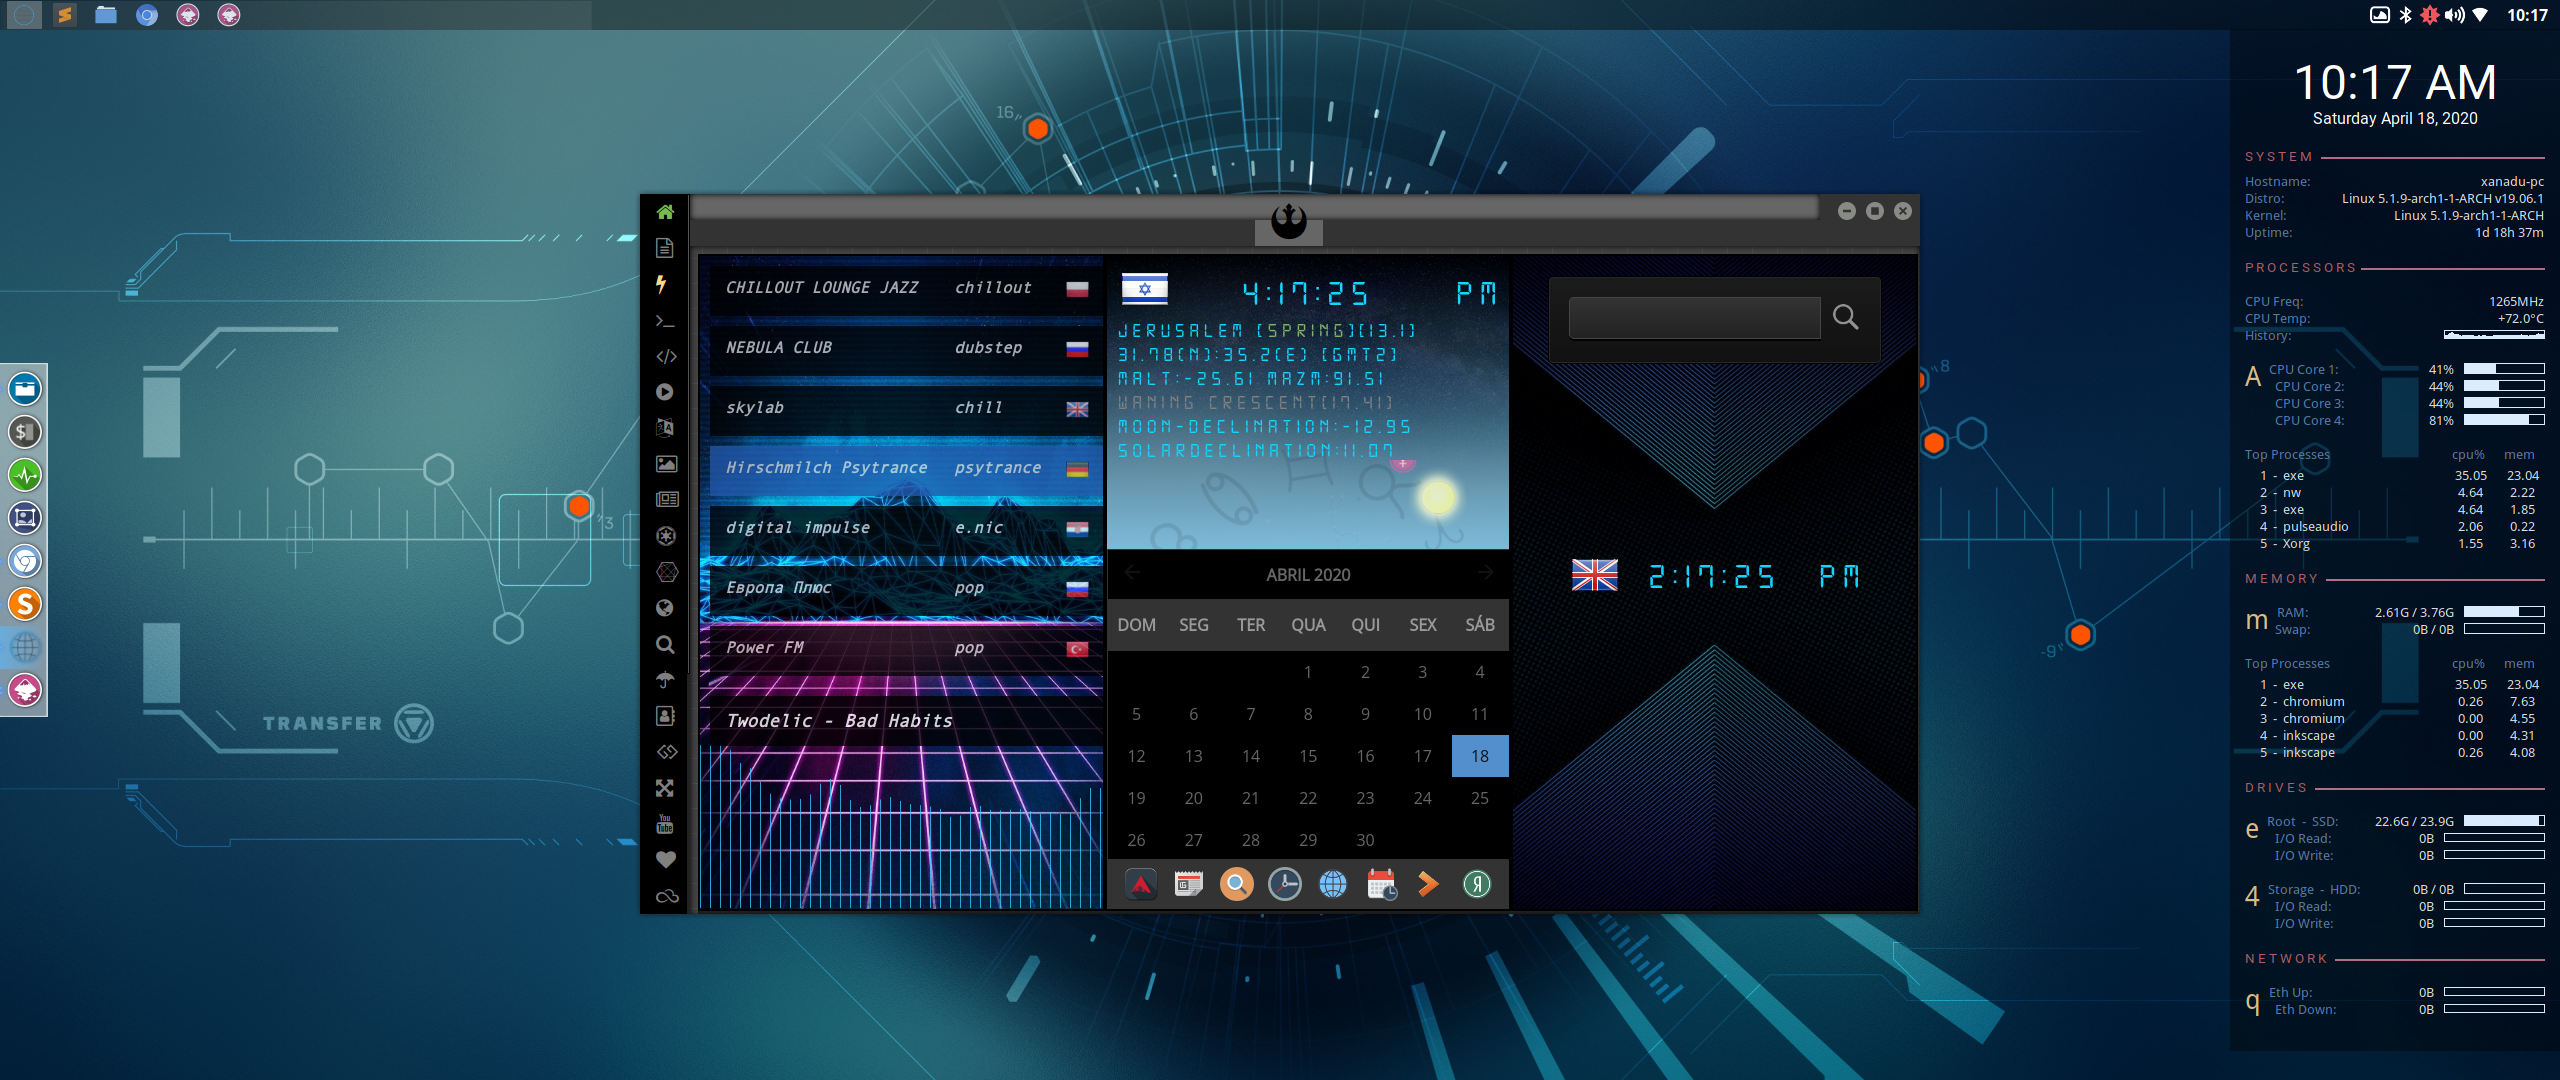 10:17
16
TRANSFER
3
8
-9
CHILLOUT LOUNGE JAZZ chillout
NEBULA CLUB dubstep
skylab chill
Hirschmilch Psytrance psytrance
digital impulse e.nic
Европа Плюс pop
Power FM pop
Twodelic - Bad Habits
You
Tube
4:17:25 PM
JERUSALEM [SPRING](13.1)
31.78(N):35.2(E) [GMT2]
MALT:-25.61 MAZM:91.51
WANING CRESCENT(17.41)
MOON-DECLINATION:-12.95
SOLARDECLINATION:11.07
ABRIL 2020
DOM SEG TER QUA QUI SEX SÁB
1 2 3 4
5 6 7 8 9 10 11
12 13 14 15 16 17 18
19 20 21 22 23 24 25
26 27 28 29 30
Я
2:17:25 PM
10:17 AM
Saturday April 18, 2020
SYSTEM
Hostname: xanadu-pc
Distro: Linux 5.1.9-arch1-1-ARCH v19.06.1
Kernel: Linux 5.1.9-arch1-1-ARCH
Uptime: 1d 18h 37m
PROCESSORS
CPU Freq: 1265MHz
CPU Temp: +72.0°C
History:
A CPU Core 1: 41%
CPU Core 2: 44%
CPU Core 3: 44%
CPU Core 4: 81%
Top Processes cpu% mem
1 - exe 35.05 23.04
2 - nw 4.64 2.22
3 - exe 4.64 1.85
4 - pulseaudio 2.06 0.22
5 - Xorg 1.55 3.16
MEMORY
m RAM: 2.61G / 3.76G
Swap: 0B / 0B
Top Processes cpu% mem
1 - exe 35.05 23.04
2 - chromium 0.26 7.63
3 - chromium 0.00 4.55
4 - inkscape 0.00 4.31
5 - inkscape 0.26 4.08
DRIVES
e Root - SSD: 22.6G / 23.9G
I/O Read: 0B
I/O Write: 0B
4 Storage - HDD: 0B / 0B
I/O Read: 0B
I/O Write: 0B
NETWORK
q Eth Up: 0B
Eth Down: 0B